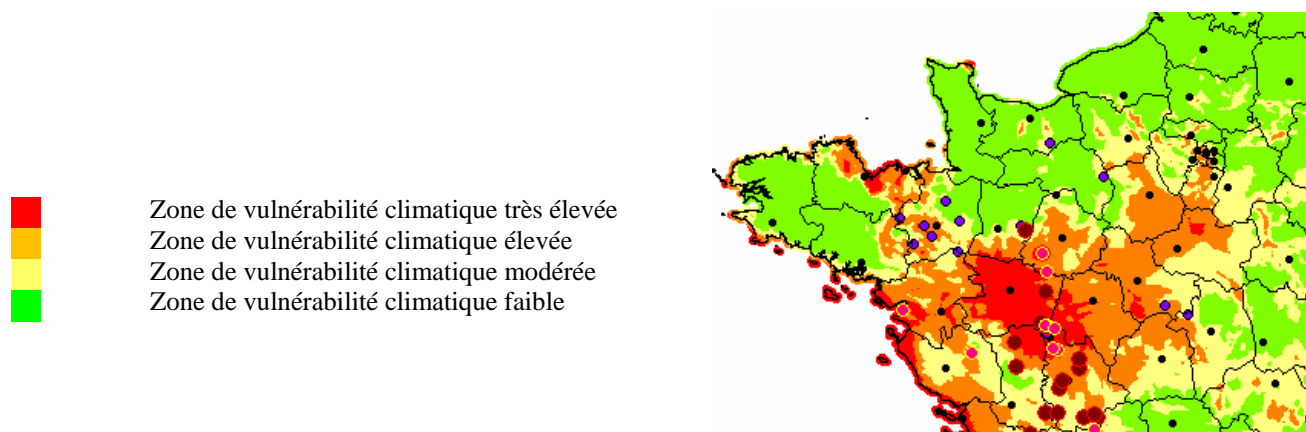 Zone de vulnérabilité climatique très élevée
Zone de vulnérabilité climatique élevée
Zone de vulnérabilité climatique modérée
Zone de vulnérabilité climatique faible